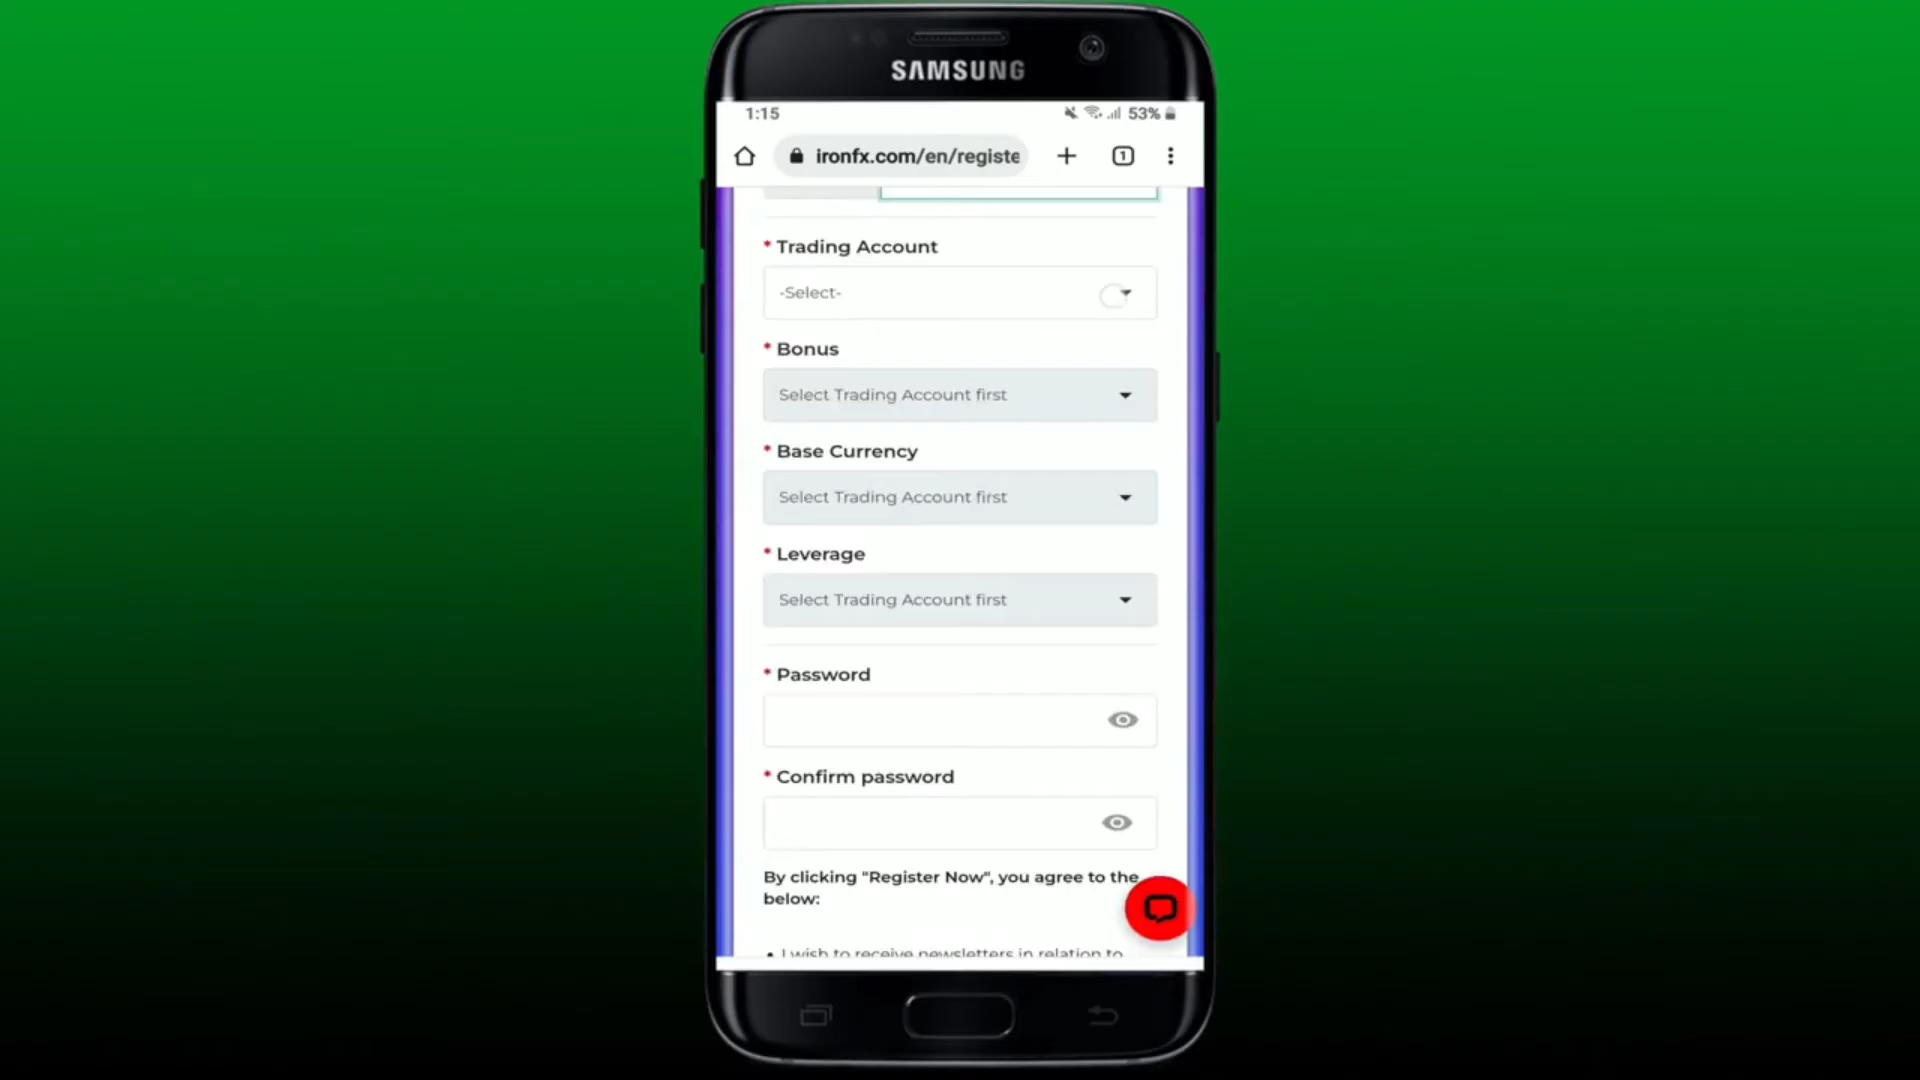 SAMSUNG
1:15
53%
ironfx.com/en/registe
1
* Trading Account
-Select-
* Bonus
Select Trading Account first
* Base Currency
Select Trading Account first
* Leverage
Select Trading Account first
* Password
* Confirm password
By clicking "Register Now", you agree to the
below:
• I wish to receive newsletters in relation to